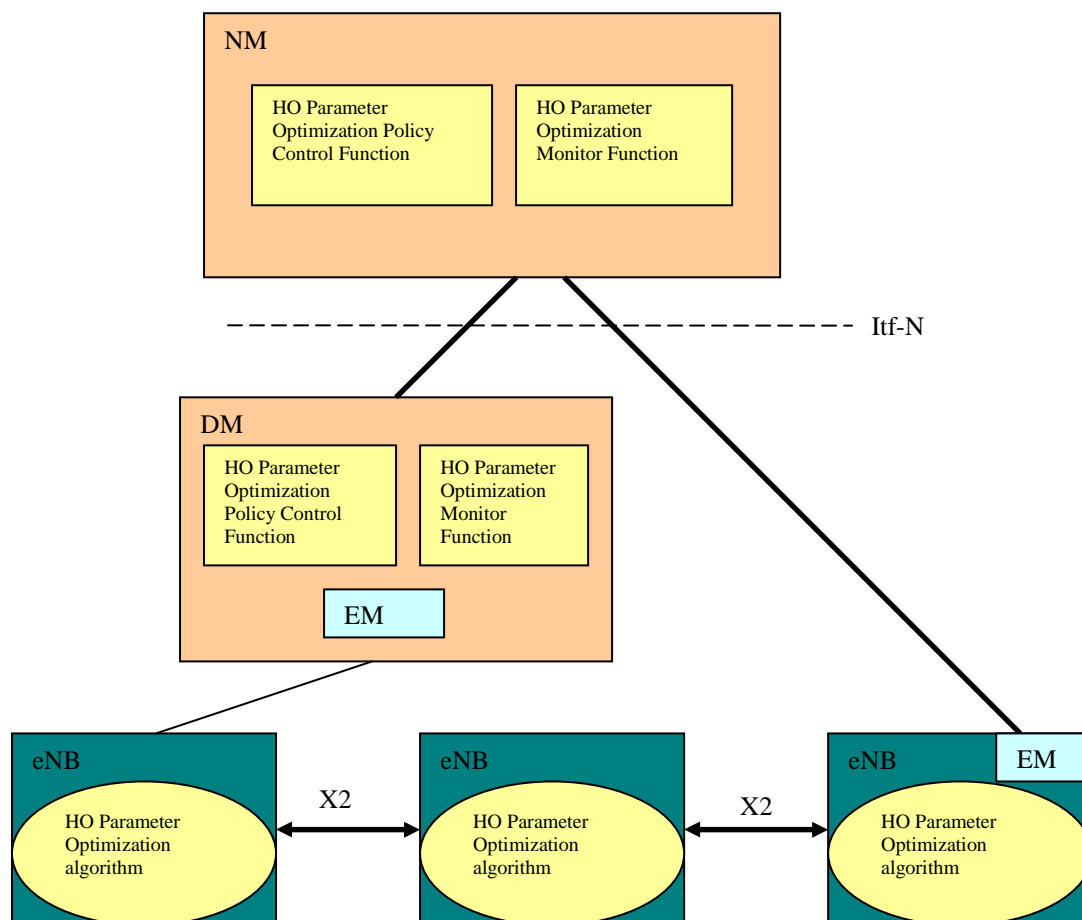 NM
HO Parameter
Optimization Policy
Control Function
HO Parameter
Optimization
Monitor Function
Itf-N
DM
HO Parameter
Optimization
Policy Control
Function
HO Parameter
Optimization
Monitor
Function
EM
eNB
HO Parameter
Optimization
algorithm
X2
eNB
HO Parameter
Optimization
algorithm
X2
eNB
EM
HO Parameter
Optimization
algorithm